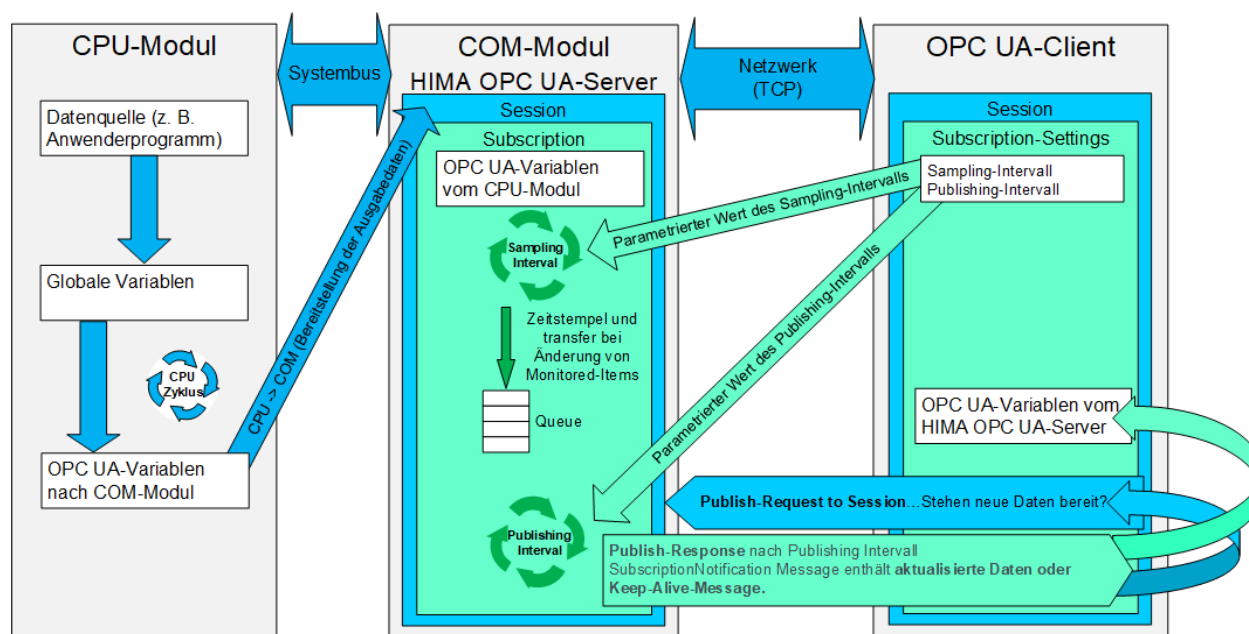 CPU-Modul
Datenquelle (z. B.
Anwenderprogramm)
Globale Variablen
CPU
Zyklus
OPC UA-Variablen
nach COM-Modul
Systembus
CPU -> COM (Bereitstellung der Ausgabedaten)
COM-Modul
HIMA OPC UA-Server
Session
Subscription
OPC UA-Variablen
vom CPU-Modul
Sampling
Interval
Zeitstempel und
transfer bei
Änderung von
Monitored-Items
Queue
Publishing
Interval
Netzwerk
(TCP)
Parametrierter Wert des Sampling-Intervalls
Parametrierter Wert des Publishing-Intervalls
OPC UA-Client
Session
Subscription-Settings
Sampling-Intervall
Publishing-Intervall
OPC UA-Variablen vom
HIMA OPC UA-Server
Publish-Request to Session...Stehen neue Daten bereit?
Publish-Response nach Publishing Intervall
SubscriptionNotification Message enthält aktualisierte Daten oder
Keep-Alive-Message.